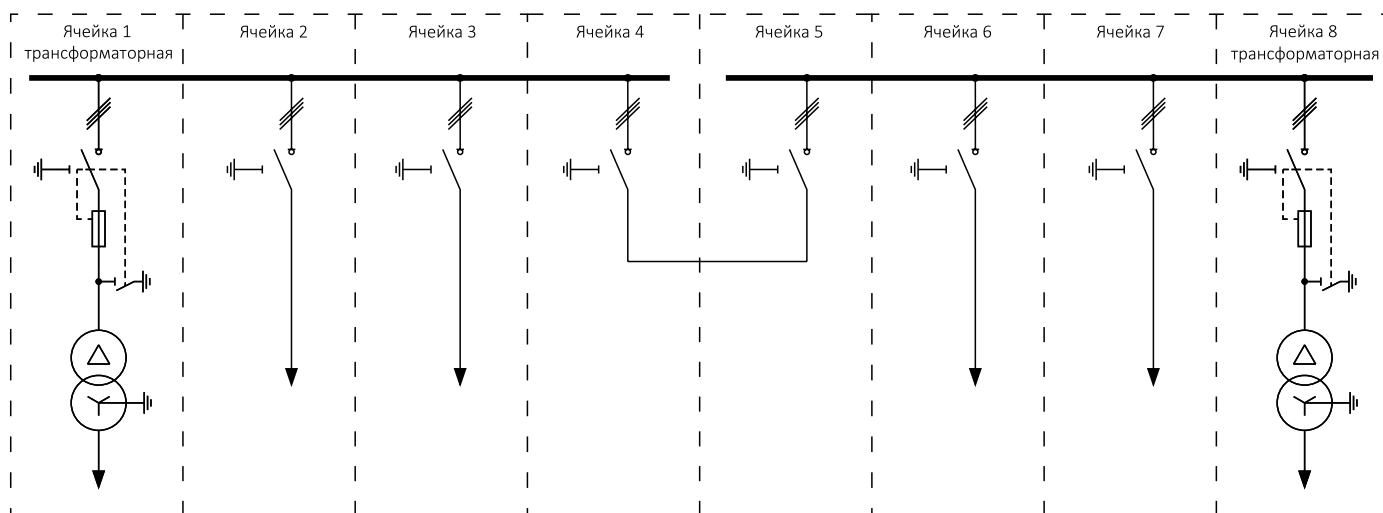 Ячейка 1
трансформаторная
Ячейка 2
Ячейка 3
Ячейка 4
Ячейка 5
Ячейка 6
Ячейка 7
Ячейка 8
трансформаторная